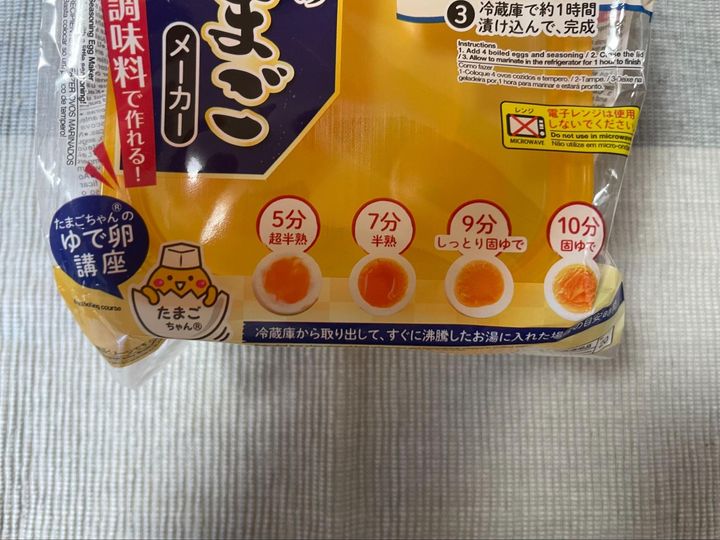 調味料で作れる!
まご
メーカー
③ 冷蔵庫で約1時間
漬け込んで、完成
Instructions
1. Add 4 boiled eggs and seasoning / 2. Close the lid
/ 3. Allow to marinate in the refrigerator for 1 hour to finish
Como fazer
1-Coloque 4 ovos cozidos e tempero. / 2-Tampe. / 3-Deixe na
geladeira por 1 hora para marinar e estará pronto.
レンジ
MICROWAVE
電子レンジは使用
しないでください
Do not use in microwave
Não utilize em micro-ondas
Seasoning Egg Maker
たまごちゃん®の
ゆで卵
講座
たまご
ちゃん®
5分
超半熟
7分
半熟
9分
しっとり固ゆで
10分
固ゆで
冷蔵庫から取り出して、すぐに沸騰したお湯に入れた場合の目安時間